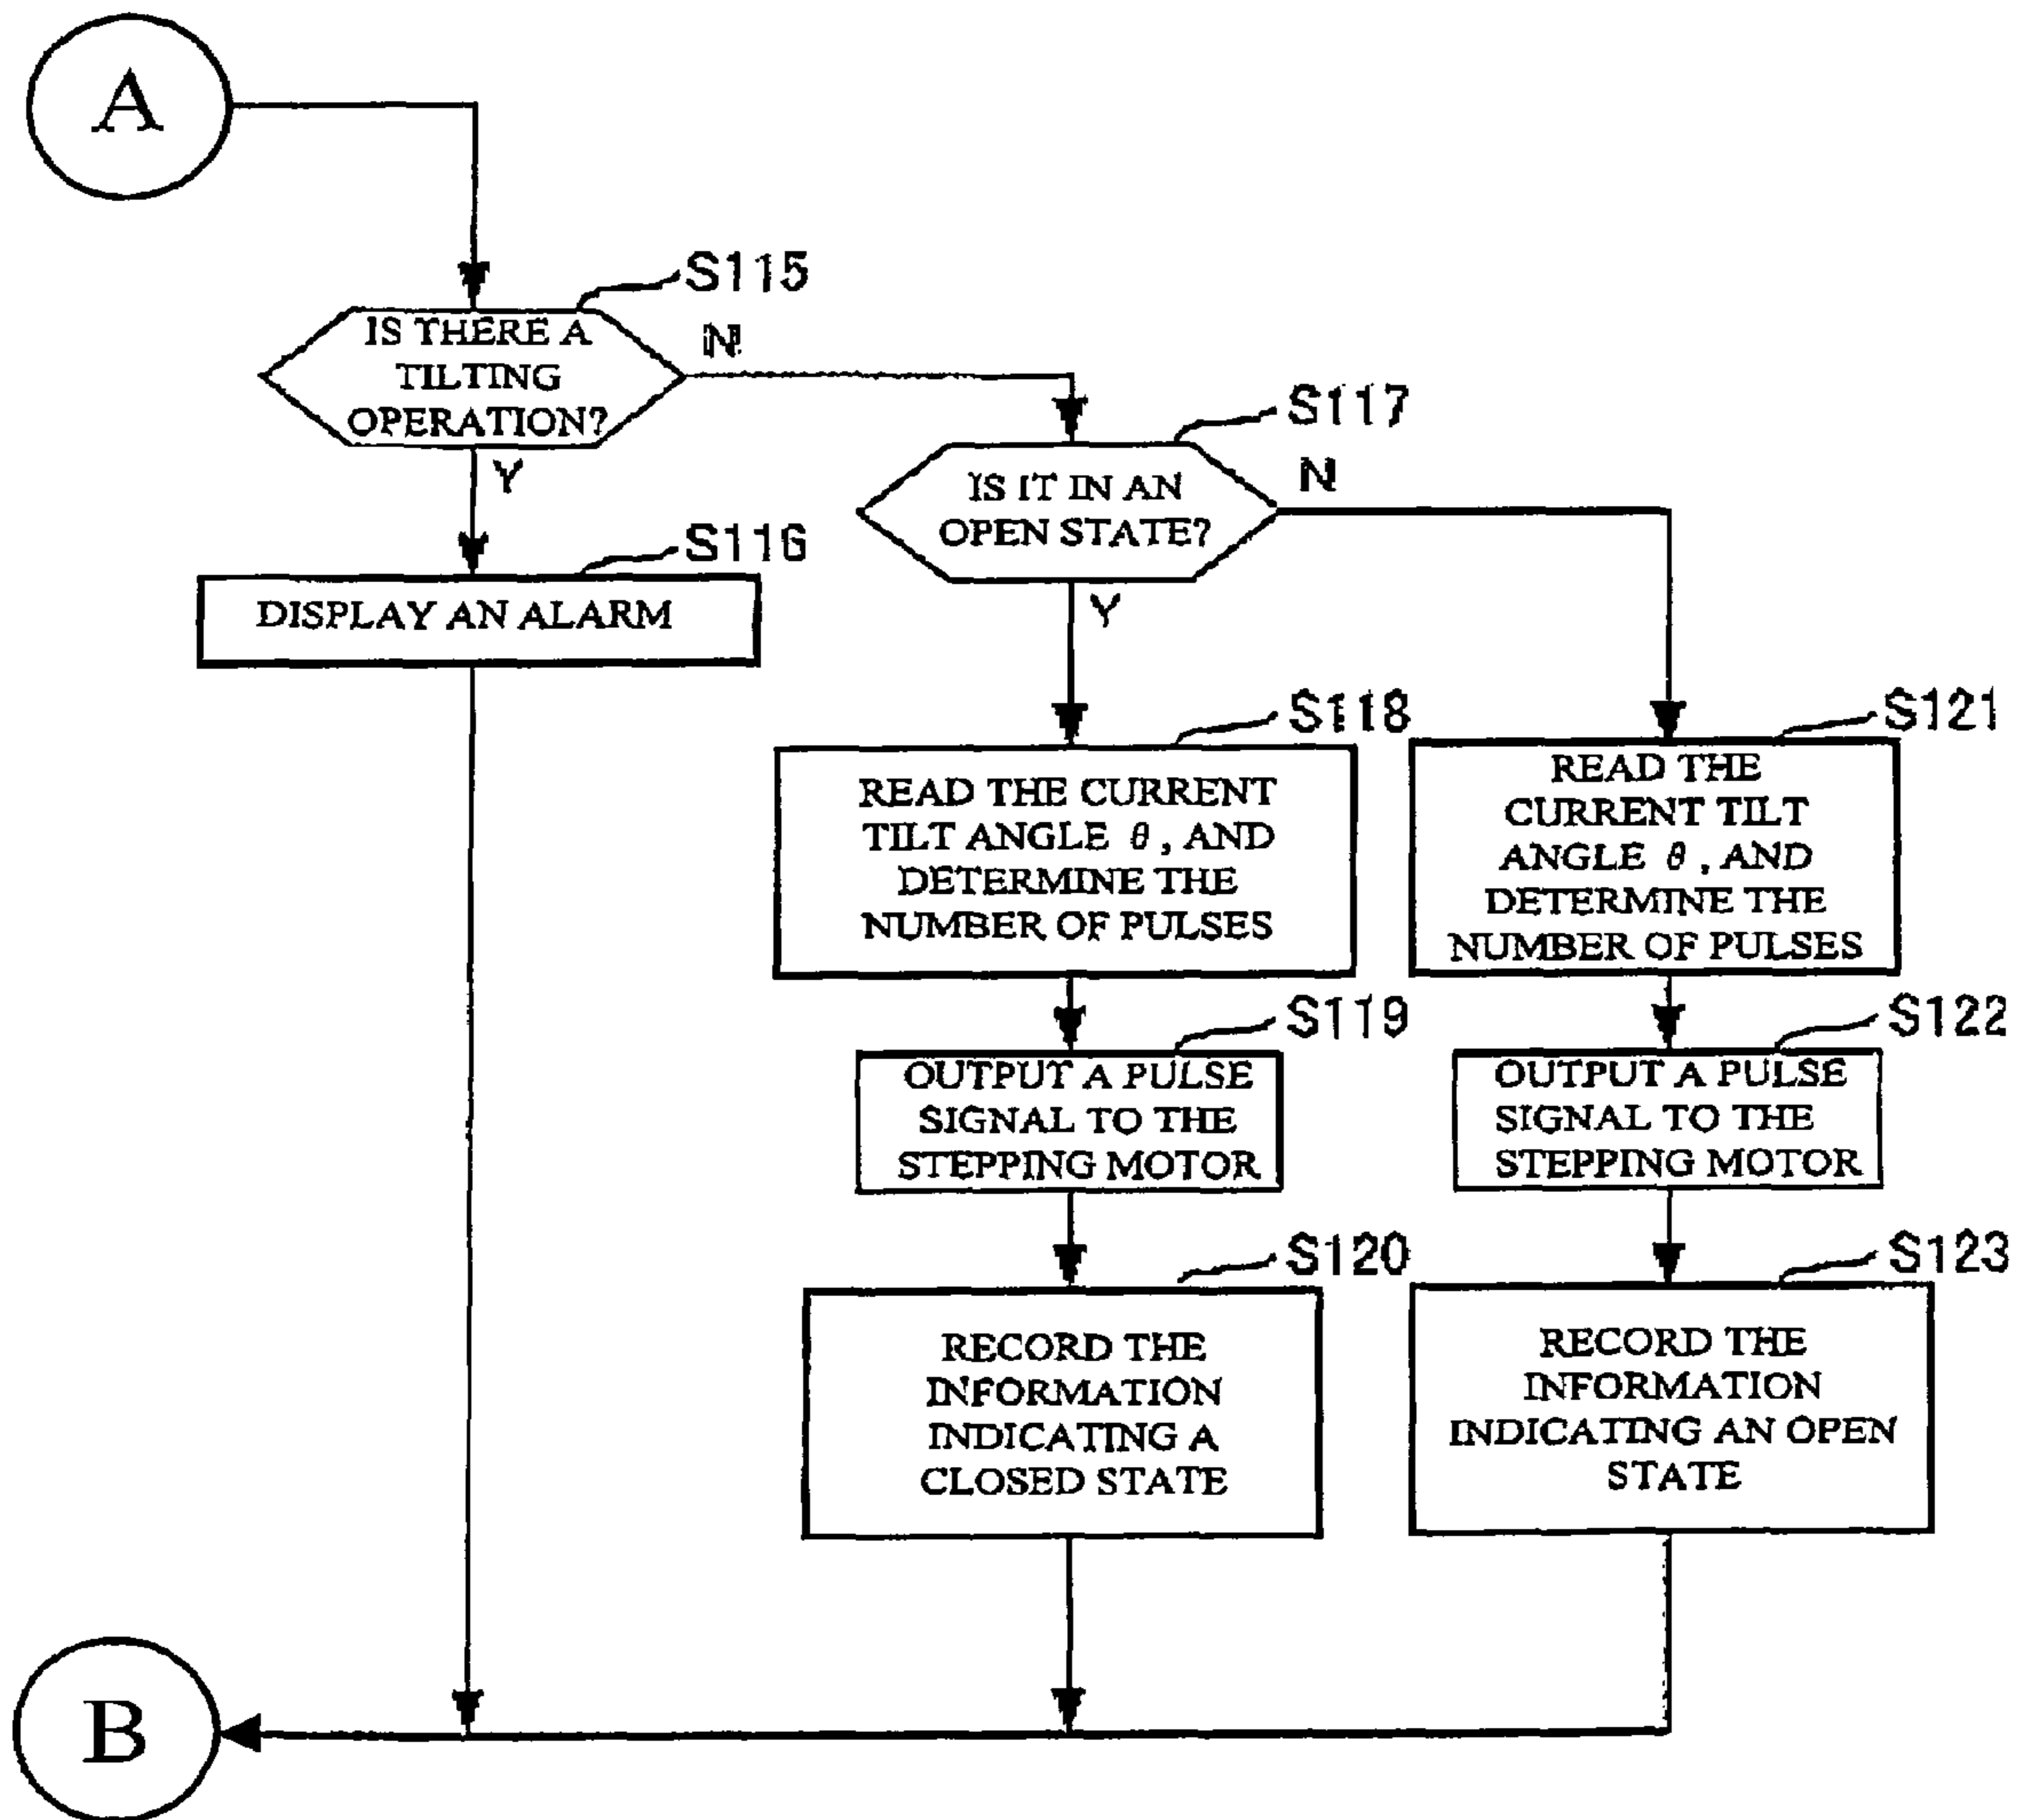 A
S115
IS THERE A
TILTING
OPERATION?
N
Y
S116
DISPLAY AN ALARM
S117
IS IT IN AN
OPEN STATE?
N
Y
S118
READ THE CURRENT
TILT ANGLE θ, AND
DETERMINE THE
NUMBER OF PULSES
S119
OUTPUT A PULSE
SIGNAL TO THE
STEPPING MOTOR
S120
RECORD THE
INFORMATION
INDICATING A
CLOSED STATE
S121
READ THE
CURRENT TILT
ANGLE θ, AND
DETERMINE THE
NUMBER OF PULSES
S122
OUTPUT A PULSE
SIGNAL TO THE
STEPPING MOTOR
S123
RECORD THE
INFORMATION
INDICATING AN OPEN
STATE
B